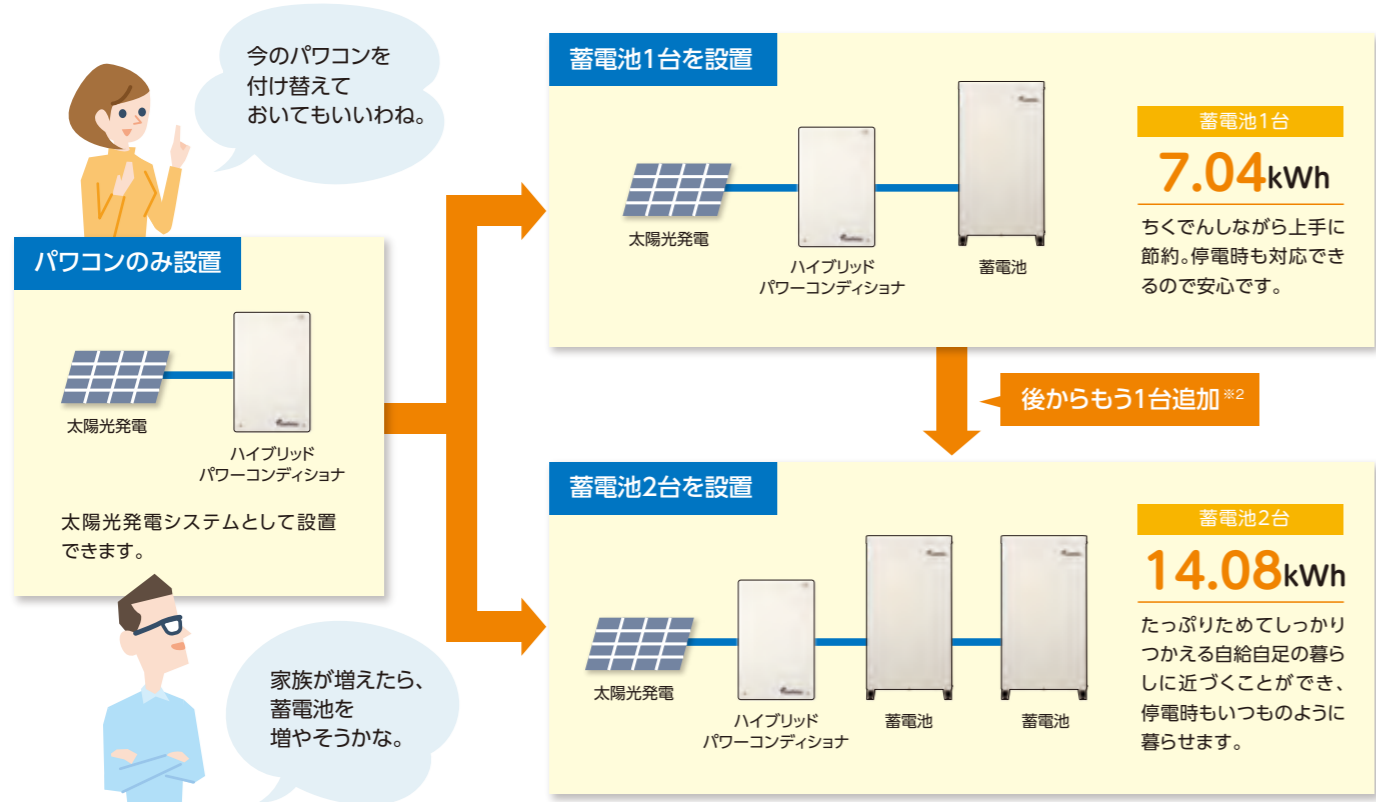 今のパワコンを
付け替えて
おいてもいいわね。
パワコンのみ設置
太陽光発電
ハイブリッド
パワーコンディショナ
太陽光発電システムとして設置
できます。
家族が増えたら、
蓄電池を
増やそうかな。
蓄電池1台を設置
太陽光発電
ハイブリッド
パワーコンディショナ
蓄電池
蓄電池1台
7.04kWh
ちくでんしながら上手に
節約。停電時も対応でき
るので安心です。
後からもう1台追加※2
蓄電池2台を設置
太陽光発電
ハイブリッド
パワーコンディショナ
蓄電池
蓄電池
蓄電池2台
14.08kWh
たっぷりためてしっかり
つかえる自給自足の暮ら
しに近づくことができ、
停電時もいつものように
暮らせます。